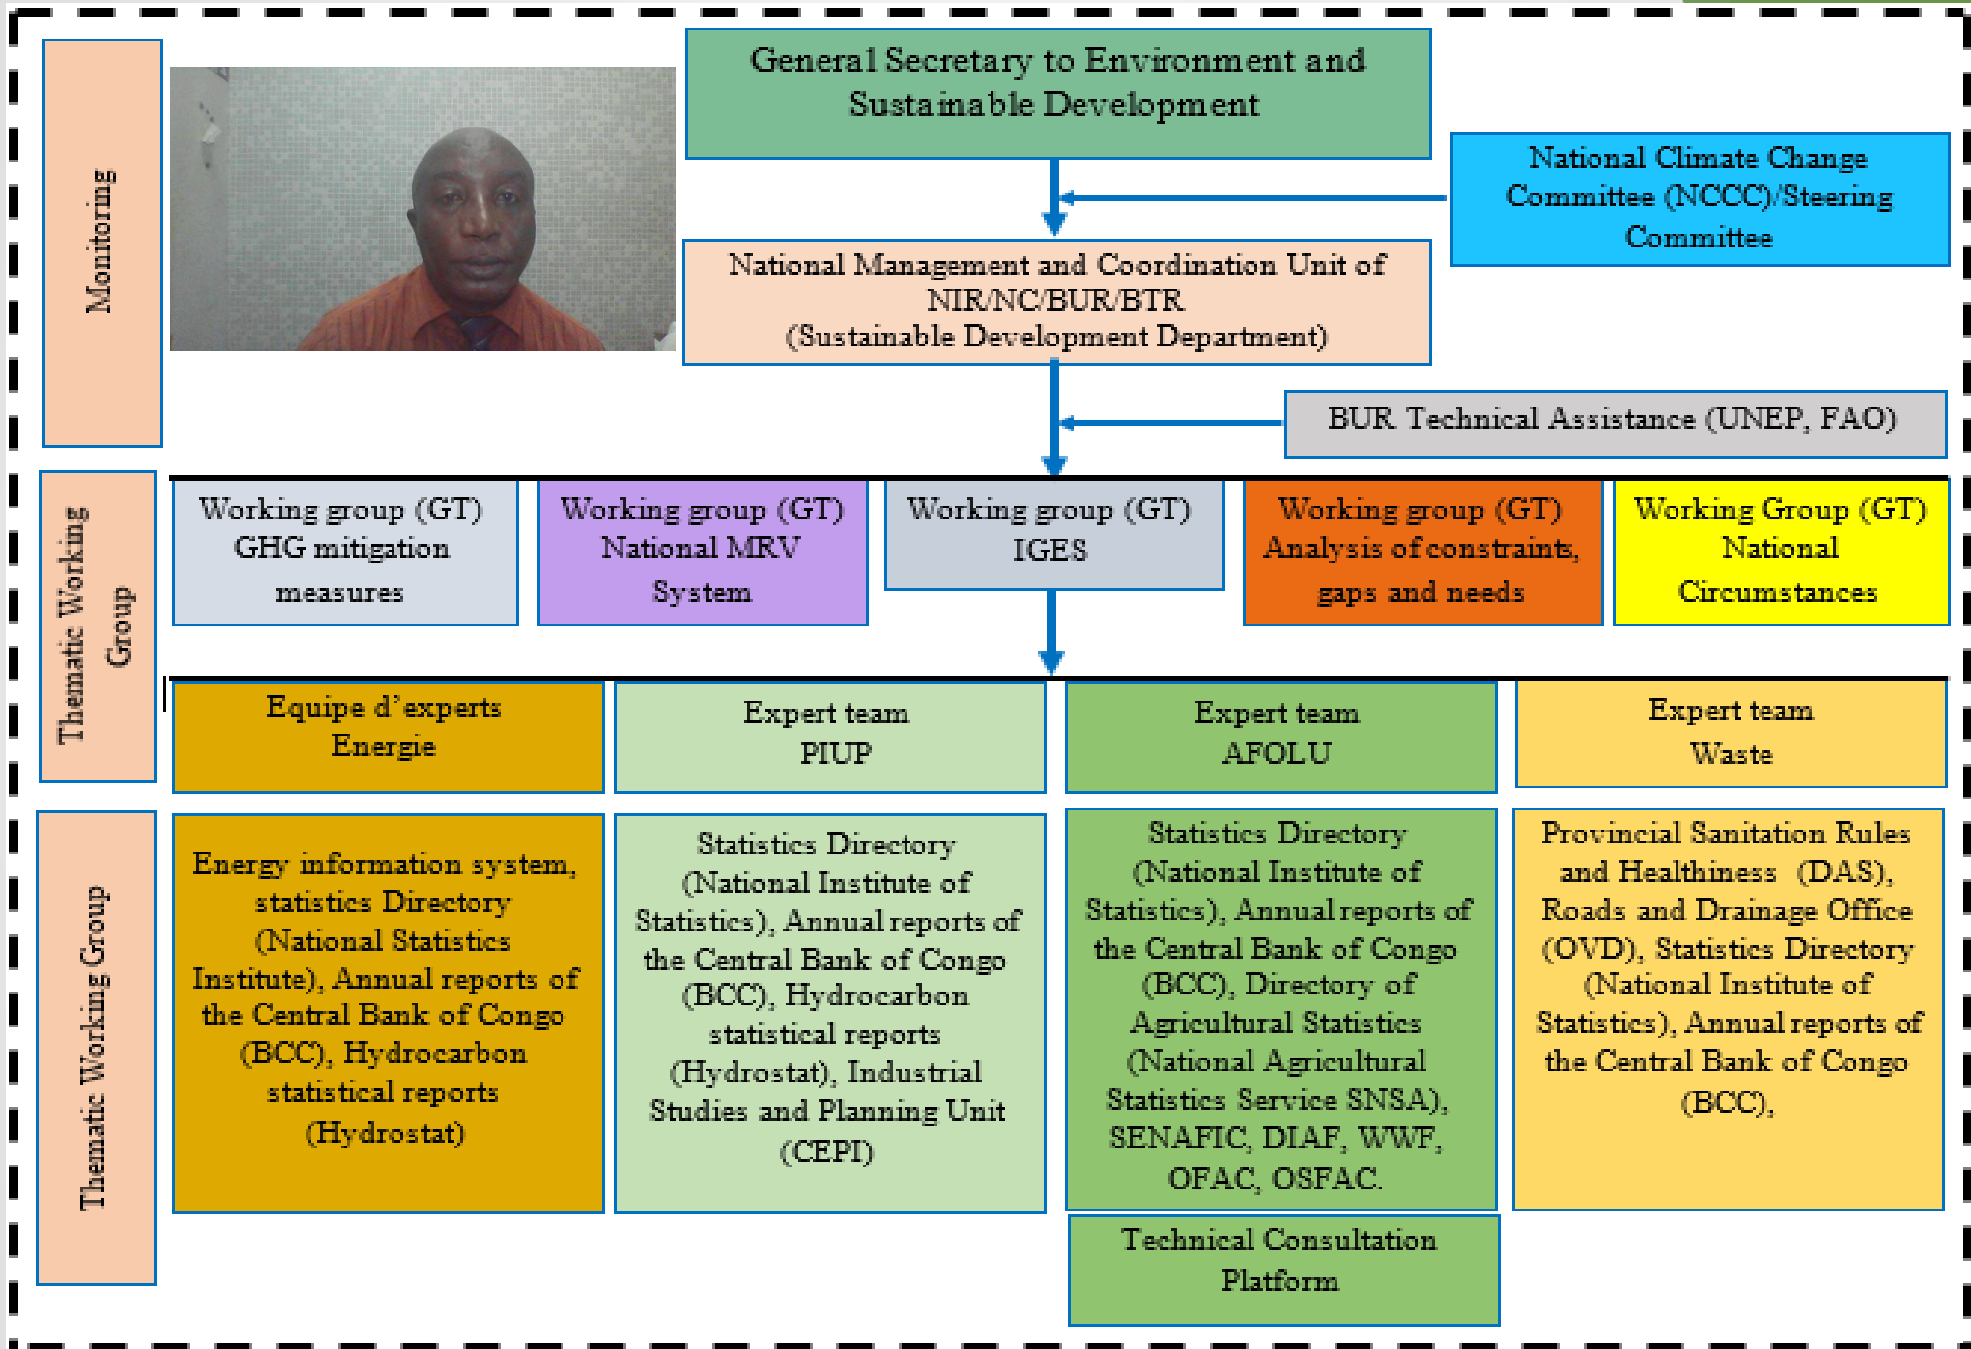 General Secretary to Environment and
Sustainable Development
National Climate Change
Committee (NCCC)/Steering
Committee
Monitoring
National Management and Coordination Unit of
NIR/NC/BUR/BTR
(Sustainable Development Department)
BUR Technical Assistance (UNEP, FAO)
Thematic Working
Group
Working group (GT)
GHG mitigation
measures
Working group (GT)
National MRV
System
Working group (GT)
IGES
Working group (GT)
Analysis of constraints,
gaps and needs
Working Group (GT)
National
Circumstances
Equipe d'experts
Energie
Expert team
PIUP
Expert team
AFOLU
Expert team
Waste
Thematic Working Group
Energy information system,
statistics Directory
(National Statistics
Institute), Annual reports of
the Central Bank of Congo
(BCC), Hydrocarbon
statistical reports
(Hydrostat)
Statistics Directory
(National Institute of
Statistics), Annual reports of
the Central Bank of Congo
(BCC), Hydrocarbon
statistical reports
(Hydrostat), Industrial
Studies and Planning Unit
(CEPI)
Statistics Directory
(National Institute of
Statistics), Annual reports of
the Central Bank of Congo
(BCC), Directory of
Agricultural Statistics
(National Agricultural
Statistics Service SNSA),
SENAFIC, DIAF, WWF,
OFAC, OSFAC.
Provincial Sanitation Rules
and Healthiness (DAS),
Roads and Drainage Office
(OVD), Statistics Directory
(National Institute of
Statistics), Annual reports of
the Central Bank of Congo
(BCC),
Technical Consultation
Platform